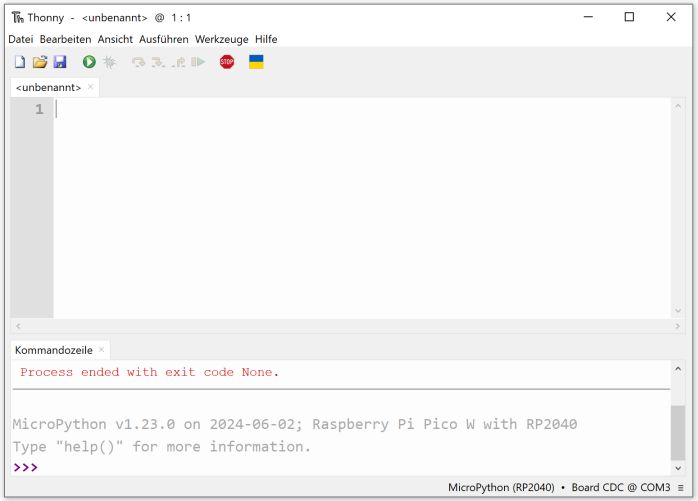 Thonny - <unbenannt> @ 1 : 1
Datei Bearbeiten Ansicht Ausführen Werkzeuge Hilfe
STOP
<unbenannt>
1
Kommandozeile
Process ended with exit code None.
MicroPython v1.23.0 on 2024-06-02; Raspberry Pi Pico W with RP2040
Type "help()" for more information.
>>>
MicroPython (RP2040) • Board CDC @ COM3 ≡